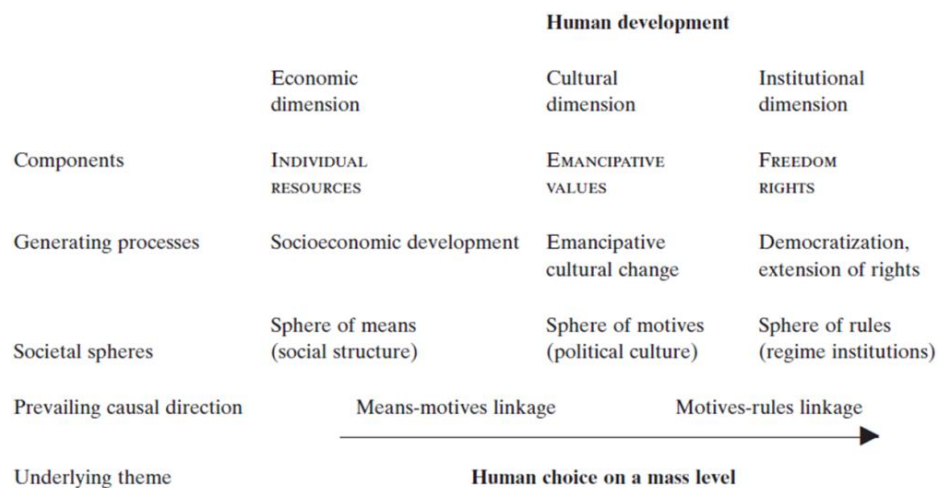 Human development
Economic Cultural Institutional
dimension dimension dimension
Components INDIVIDUAL EMANCIPATIVE FREEDOM
RESOURCES VALUES RIGHTS
Generating processes Socioeconomic development Emancipative Democratization,
cultural change extension of rights
Sphere of means Sphere of motives Sphere of rules
Societal spheres (social structure) (political culture) (regime institutions)
Prevailing causal direction Means-motives linkage Motives-rules linkage
Underlying theme Human choice on a mass level